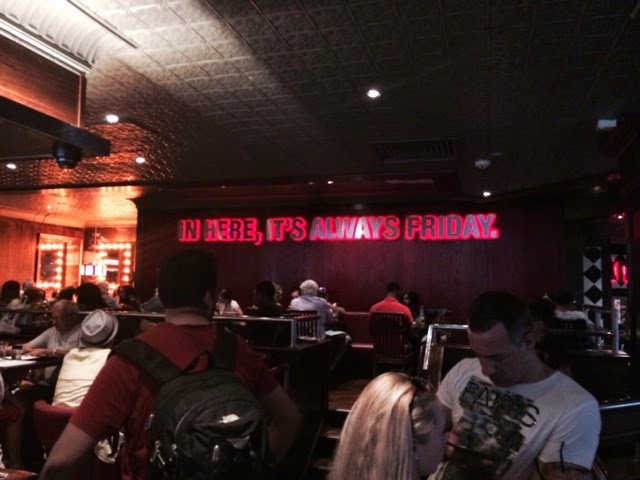 IN HERE, IT'S ALWAYS FRIDAY.